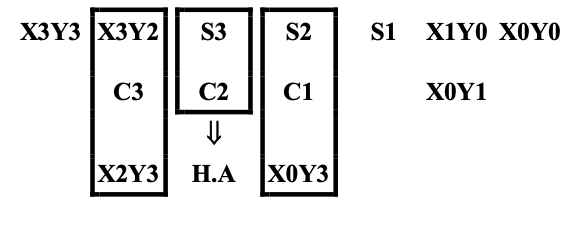 X3Y3 X3Y2 S3 S2 S1 X1Y0 X0Y0
C3 C2 C1 X0Y1
⇓
X2Y3 H.A X0Y3